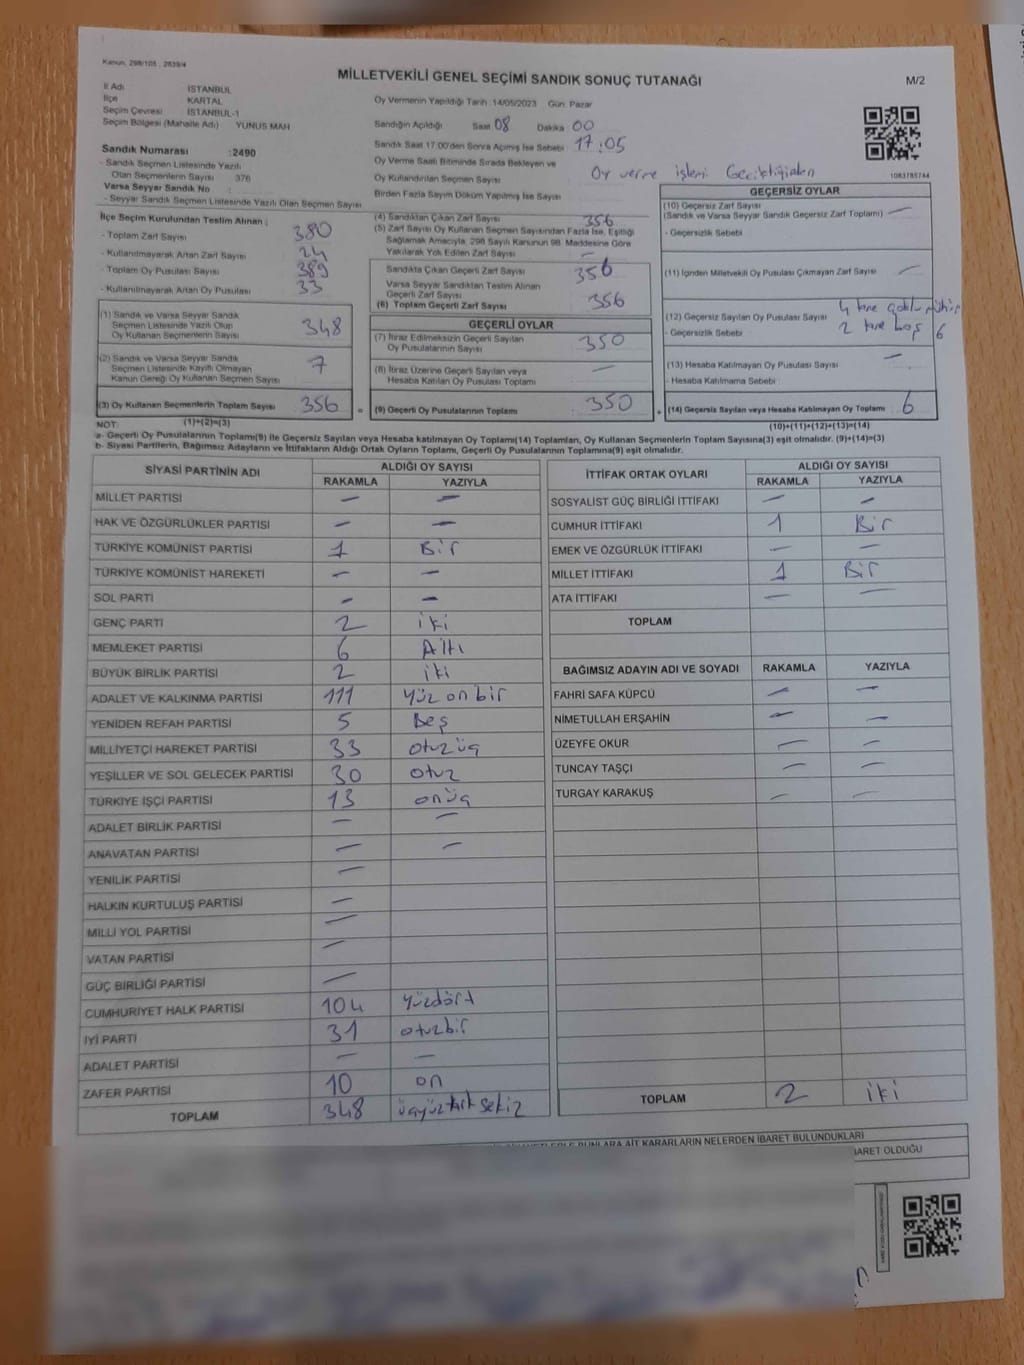 Kanun, 298/105 , 2839/4
MİLLETVEKİLİ GENEL SEÇİMİ SANDIK SONUÇ TUTANAĞI
M/2
İl Adı İSTANBUL
İlçe KARTAL
Seçim Çevresi İSTANBUL-1
Seçim Bölgesi (Mahalle Adı) YUNUS MAH
Sandık Numarası :2490
- Sandık Seçmen Listesinde Yazılı
Olan Seçmenlerin Sayısı 376
Varsa Seyyar Sandık No :
- Seyyar Seçmen Listesinde Yazılı Olan Seçmen Sayısı
Oy Vermenin Yapıldığı Tarih :14/05/2023 Gün: Pazar
Sandığın Açıldığı Saat 08 Dakika 00
Sandık Saat 17.00'den Sonra Açımış İse Sebebi 17:05
Oy Verme Saati Bitiminde Sırada Bekleyen ve
Oy Kullandırılan Seçmen Sayısı
Oy verme işlemi Geciktiğinden
Birden Fazla Sayım Döküm Yapılmış İse Sayısı
1083785744
İlçe Seçim Kurulundan Teslim Alınan ;
- Toplam Zarf Sayısı 380
- Kullanılmayarak Artan Zarf Sayısı 24
- Toplam Oy Pusulası Sayısı 389
- Kullanılmayarak Artan Oy Pusulası 33
(1) Sandık ve Varsa Seyyar Sandık
Seçmen Listesinde Yazılı Olup
Oy Kullanan Seçmenlerin Sayısı 348
(2) Sandık ve Varsa Seyyar Sandık
Seçmen Listesinde Kayıtlı Olmayan
Kanun Gereği Oy Kullanan Seçmen Sayısı 7
(3) Oy Kullanan Seçmenlerin Toplam Sayısı 356 =
(1)+(2)=(3)
(4) Sandıktan Çıkan Zarf Sayısı 356
(5) Zarf Sayısı Oy Kullanan Seçmen Sayısından Fazla İse, Eşitliği
Sağlamak Amacıyla, 298 Sayılı Kanunun 98. Maddesine Göre
Yakılarak Yok Edilen Zarf Sayısı —
Sandıkta Çıkan Geçerli Zarf Sayısı 356
Varsa Seyyar Sandıktan Teslim Alınan
Geçerli Zarf Sayısı
(6) Toplam Geçerli Zarf Sayısı 356
GEÇERLİ OYLAR
(7) İtiraz Edilmeksizin Geçerli Sayılan
Oy Pusulalarının Sayısı 350
(8) İtiraz Üzerine Geçerli Sayılan veya
Hesaba Katılan Oy Pusulası Toplamı —
(9) Geçerli Oy Pusulalarının Toplamı 350 +
GEÇERSİZ OYLAR
(10) Geçersiz Zarf Sayısı
(Sandık ve Varsa Seyyar Sandık Geçersiz Zarf Toplamı) —
- Geçersizlik Sebebi
(11) İçinden Milletvekil Oy Pusulası Çıkmayan Zarf Sayısı —
(12) Geçersiz Sayılan Oy Pusulası Sayısı 4 tane çoklu mühür
- Geçersizlik Sebebi 2 tane boş 6
(13) Hesaba Katılmayan Oy Pusulası Sayısı —
- Hesaba Katılmama Sebebi
(14) Geçersiz Sayılan veya Hesaba Katılmayan Oy Toplamı 6
(10)+(11)+(12)+(13)=(14)
NOT:
a- Geçerli Oy Pusulalarının Toplamı(9) ile Geçersiz Sayılan veya Hesaba katılmayan Oy Toplamı(14) Toplamları, Oy Kullanan Seçmenlerin Toplam Sayısına(3) eşit olmalıdır. (9)+(14)=(3)
b- Siyasi Partilerin, Bağımsız Adayların ve İttifakların Aldığı Ortak Oyların Toplamı, Geçerli Oy Pusulalarının Toplamına(9) eşit olmalıdır.
SİYASİ PARTİNİN ADI ALDIĞI OY SAYISI
RAKAMLA YAZIYLA
MİLLET PARTİSİ — —
HAK VE ÖZGÜRLÜKLER PARTİSİ — —
TÜRKİYE KOMÜNİST PARTİSİ 1 Bir
TÜRKİYE KOMÜNİST HAREKETİ — —
SOL PARTİ — —
GENÇ PARTİ 2 iki
MEMLEKET PARTİSİ 6 Altı
BÜYÜK BİRLİK PARTİSİ 2 iki
ADALET VE KALKINMA PARTİSİ 111 Yüz on bir
YENİDEN REFAH PARTİSİ 5 Beş
MİLLİYETÇİ HAREKET PARTİSİ 33 otuzüç
YEŞİLLER VE SOL GELECEK PARTİSİ 30 otuz
TÜRKİYE İŞÇİ PARTİSİ 13 onüç
ADALET BİRLİK PARTİSİ — —
ANAVATAN PARTİSİ — —
YENİLİK PARTİSİ —
HALKIN KURTULUŞ PARTİSİ —
MİLLİ YOL PARTİSİ —
VATAN PARTİSİ —
GÜÇ BİRLİĞİ PARTİSİ —
CUMHURİYET HALK PARTİSİ 104 Yüzdört
İYİ PARTİ 31 otuzbir
ADALET PARTİSİ — —
ZAFER PARTİSİ 10 on
TOPLAM 348 üçyüz kırk sekiz
İTTİFAK ORTAK OYLARI ALDIĞI OY SAYISI
RAKAMLA YAZIYLA
SOSYALİST GÜÇ BİRLİĞİ İTTİFAKI — —
CUMHUR İTTİFAKI 1 Bir
EMEK VE ÖZGÜRLÜK İTTİFAKI — —
MİLLET İTTİFAKI 1 Bir
ATA İTTİFAKI — —
TOPLAM
BAĞIMSIZ ADAYIN ADI VE SOYADI RAKAMLA YAZIYLA
FAHRİ SAFA KÜPCÜ — —
NİMETULLAH ERŞAHİN — —
ÜZEYFE OKUR — —
TUNCAY TAŞÇI — —
TURGAY KARAKUŞ — —
TOPLAM 2 iki
BUNLARA AİT KARARLARIN NELERDEN İBARET BULUNDUKLARI
İBARET OLDUĞU